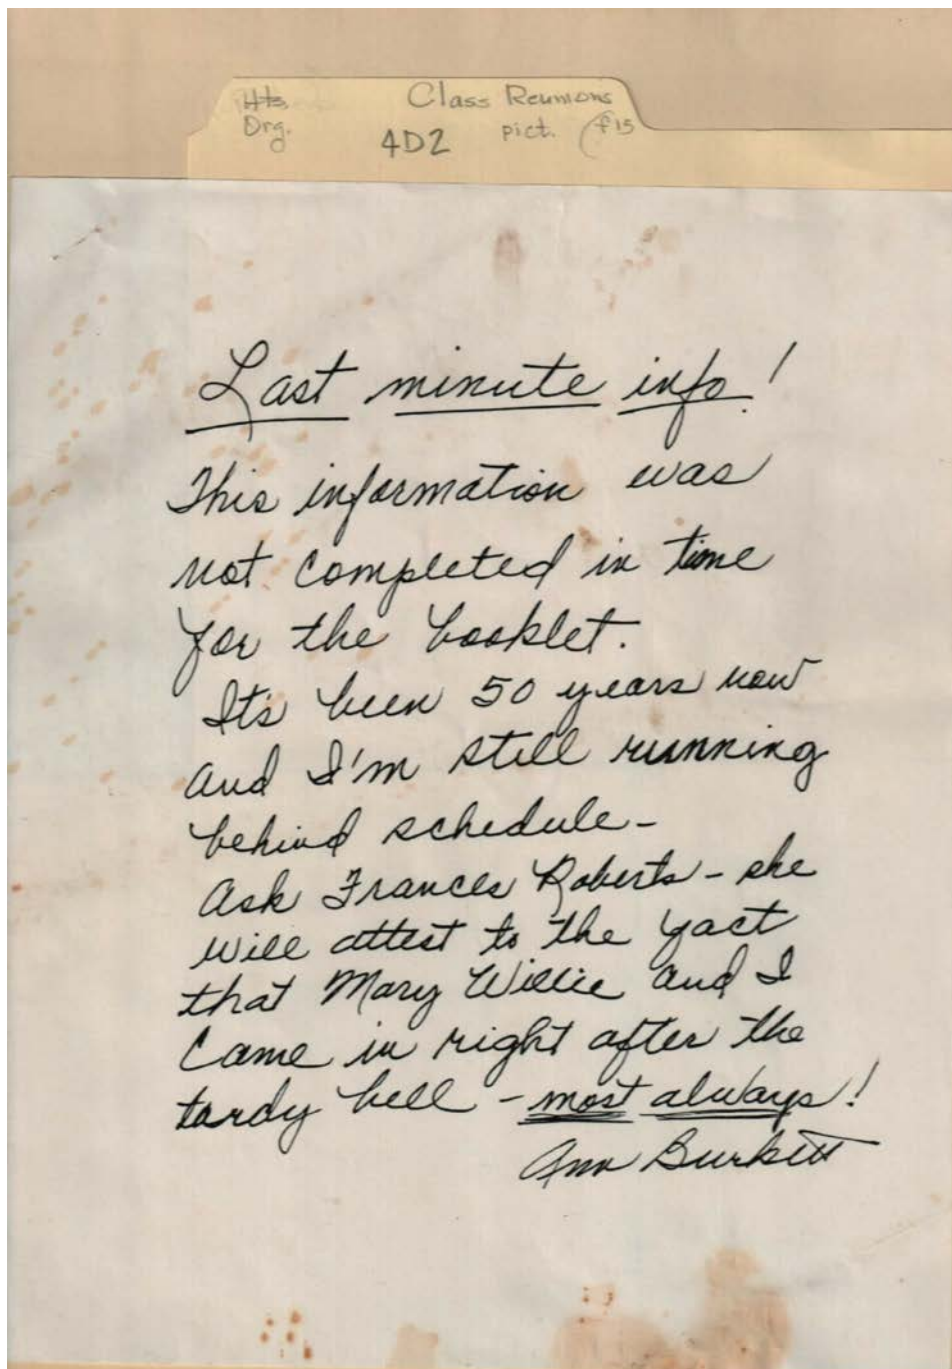 Class Reunions
Org. 4D2 pict.
Last minute info!
This information was
not completed in time
for the booklet.
It's been 50 years now
and I'm still running
behind schedule -
Ask Frances Roberts - she
will attest to the fact
that Mary Willie and I
came in right after the
tardy bell - most always!
Ann Burkett